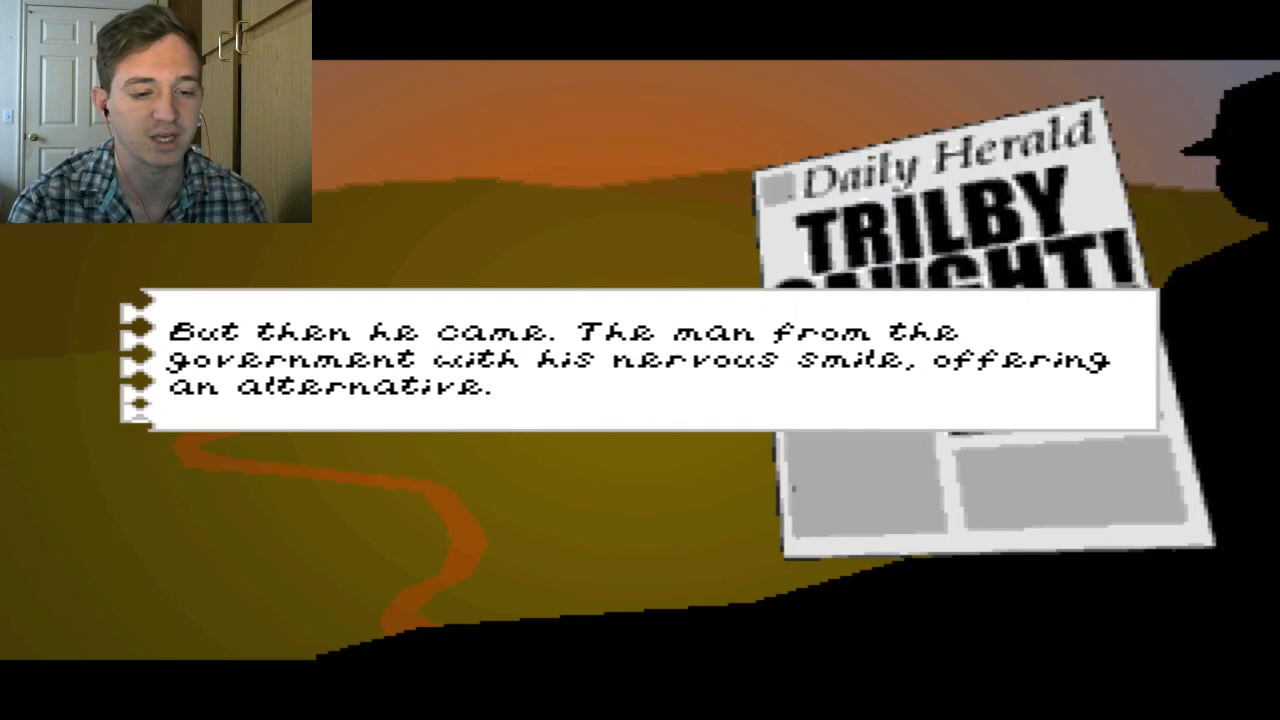 Daily Herald
TRILBY
CAUGHT!
But then he came. The man from the
government with his nervous smile, offering
an alternative.